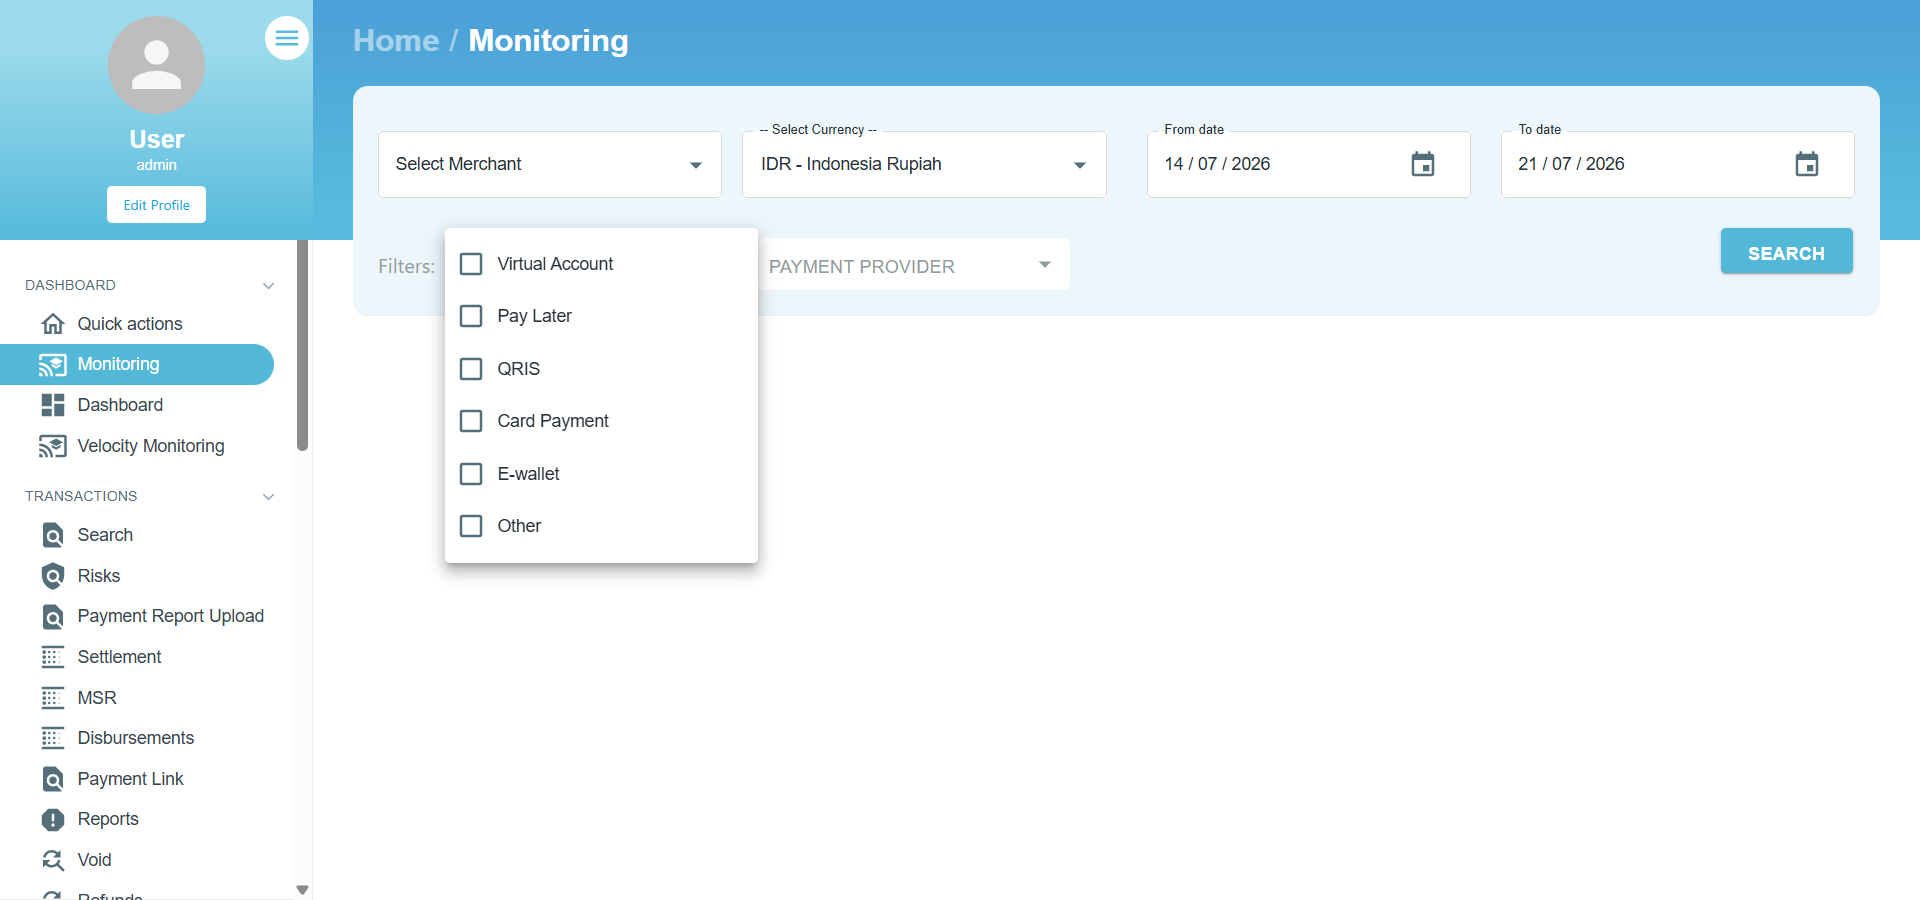 User
admin
Edit Profile
DASHBOARD
Quick actions
Monitoring
Dashboard
Velocity Monitoring
TRANSACTIONS
Search
Risks
Payment Report Upload
Settlement
MSR
Disbursements
Payment Link
Reports
Void
Refunds
Home / Monitoring
Select Merchant
-- Select Currency --
IDR - Indonesia Rupiah
From date
14 / 07 / 2026
To date
21 / 07 / 2026
Filters:
PAYMENT PROVIDER
SEARCH
Virtual Account
Pay Later
QRIS
Card Payment
E-wallet
Other